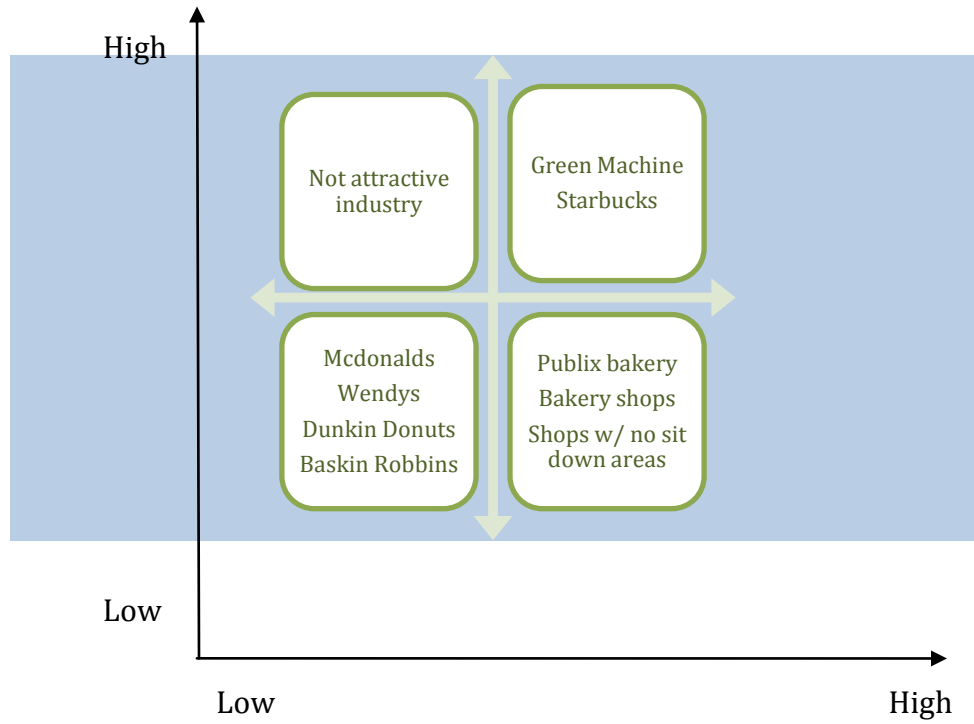 High
Not attractive
industry
Green Machine
Starbucks
Mcdonalds
Wendys
Dunkin Donuts
Baskin Robbins
Publix bakery
Bakery shops
Shops w/ no sit
down areas
Low
Low
High